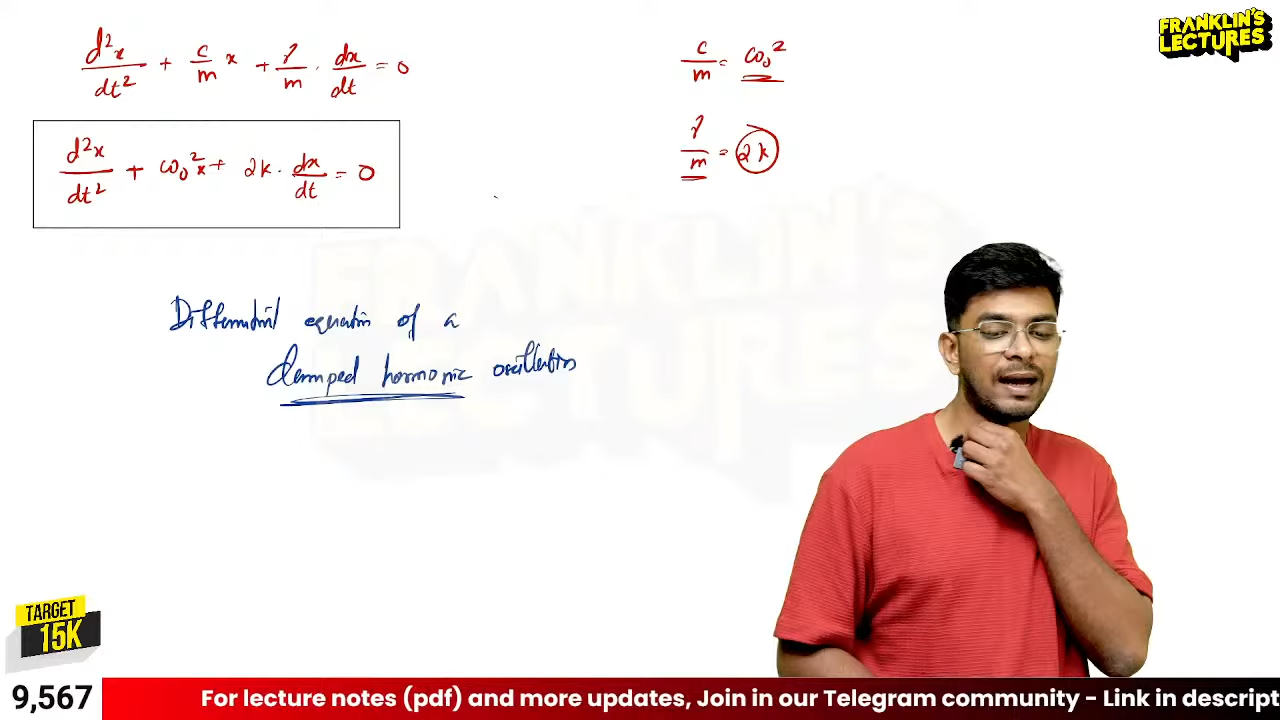 d²x/dt² + c/m x + γ/m · dx/dt = 0
d²x/dt² + ω₀²x + 2k · dx/dt = 0
c/m = ω₀²
γ/m = 2k
Differential equation of a
damped harmonic oscillator
FRANKLIN'S
LECTURES
FRANKLIN'S
LECTURES
TARGET
15K
9,567
For lecture notes (pdf) and more updates, Join in our Telegram community - Link in descript